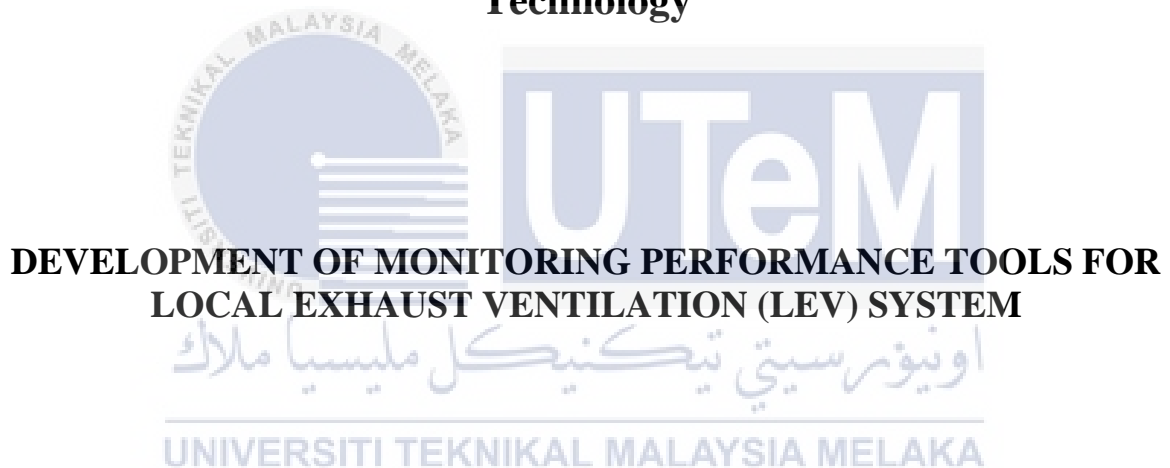 Technology
UTeM
UNIVERSITI TEKNIKAL MALAYSIA MELAKA
DEVELOPMENT OF MONITORING PERFORMANCE TOOLS FOR
LOCAL EXHAUST VENTILATION (LEV) SYSTEM
اونيۏرسيتي تيكنيكل مليسيا ملاك
UNIVERSITI TEKNIKAL MALAYSIA MELAKA